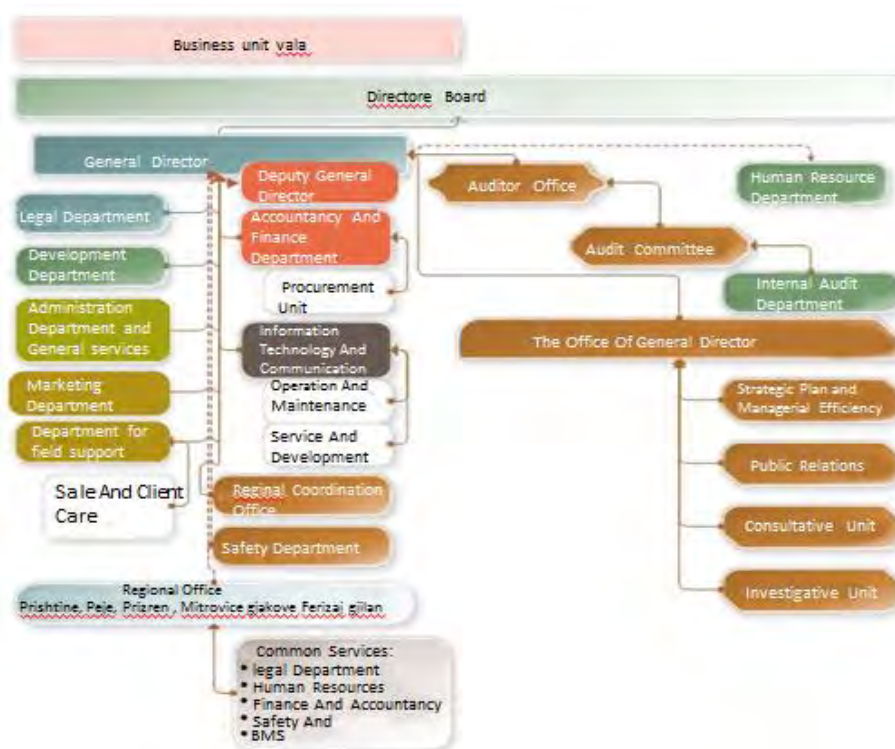 Business unit vala
Directore Board
General Director
Deputy General
Director
Auditor Office
Human Resource
Department
Legal Department
Accountancy And
Finance
Department
Audit Committee
Development
Department
Procurement
Unit
Internal Audit
Department
Administration
Department and
General services
Information
Technology And
Communication
The Office Of General Director
Marketing
Department
Operation And
Maintenance
Strategic Plan and
Managerial Efficiency
Department for
field support
Service And
Development
Public Relations
Sale And Client
Care
Reginal Coordination
Office
Consultative Unit
Safety Department
Investigative Unit
Regional Office
Prishtine, Peje, Prizren , Mitrovice gjakove Ferizaj gjilan
Common Services:
• legal Department
• Human Resources
• Finance And Accountancy
• Safety And
• BMS